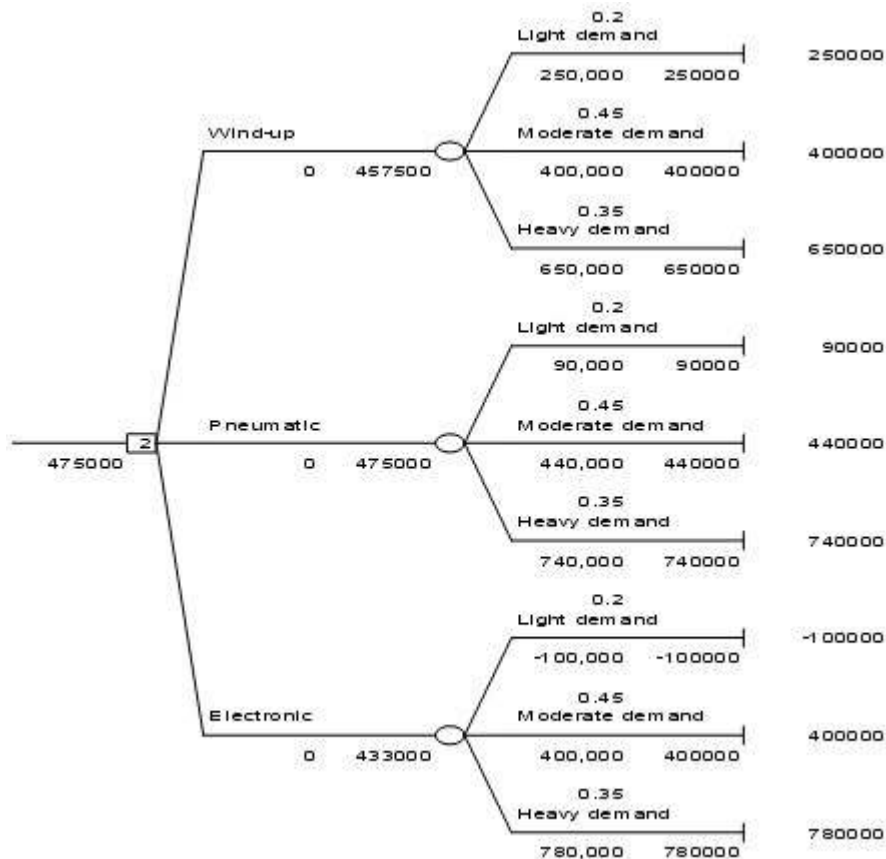 0.2
Light demand
250,000 250000 250000
0.45
Wind-up Moderate demand
0 457500 400,000 400000 400000
0.35
Heavy demand
650,000 650000 650000
0.2
Light demand
90,000 90000 90000
0.45
Pneumatic Moderate demand
2
475000 0 475000 440,000 440000 440000
0.35
Heavy demand
740,000 740000 740000
0.2
Light demand
-100,000 -100000 -100000
0.45
Electronic Moderate demand
0 433000 400,000 400000 400000
0.35
Heavy demand
780,000 780000 780000